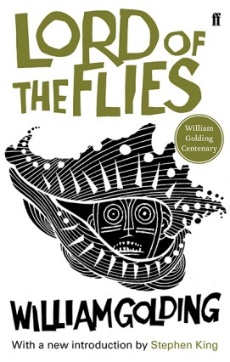 LORD OF
THE FLIES
ff
William
Golding
Centenary
WILLIAM GOLDING
With a new introduction by Stephen King